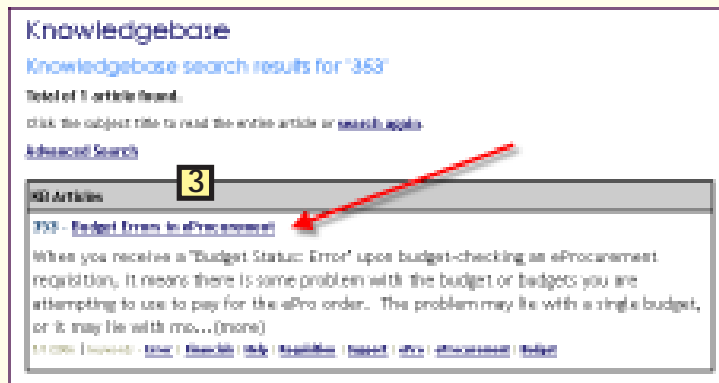 Knowledgebase
Knowledgebase search results for "353"
Total of 1 article found.
Click the subject title to read the entire article or search again.
Advanced Search
3
KB Articles
353 - Budget Errors in eProcurement
When you receive a "Budget Status: Error" upon budget-checking an eProcurement
requisition, it means there is some problem with the budget or budgets you are
attempting to use to pay for the ePro order. The problem may lie with a single budget,
or it may lie with mo...(more)
Error | Financials | Help | Requisition | Support | ePro | eProcurement | Budget